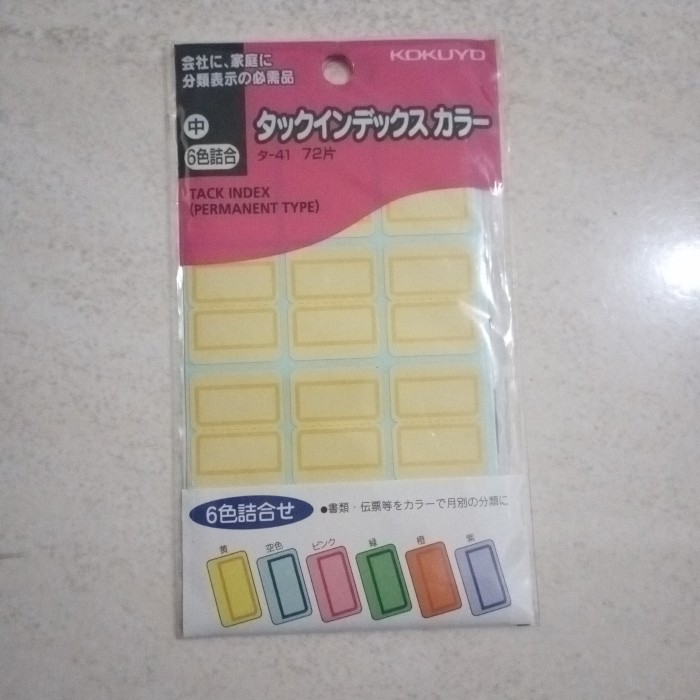 会社に、家庭に
分類表示の必需品
KOKUYO
中
6色詰合
タックインデックス カラー
タ-41 72片
TACK INDEX
(PERMANENT TYPE)
6色詰合せ
●書類・伝票等をカラーで月別の分類に
黄 空色 ピンク 緑 橙 紫